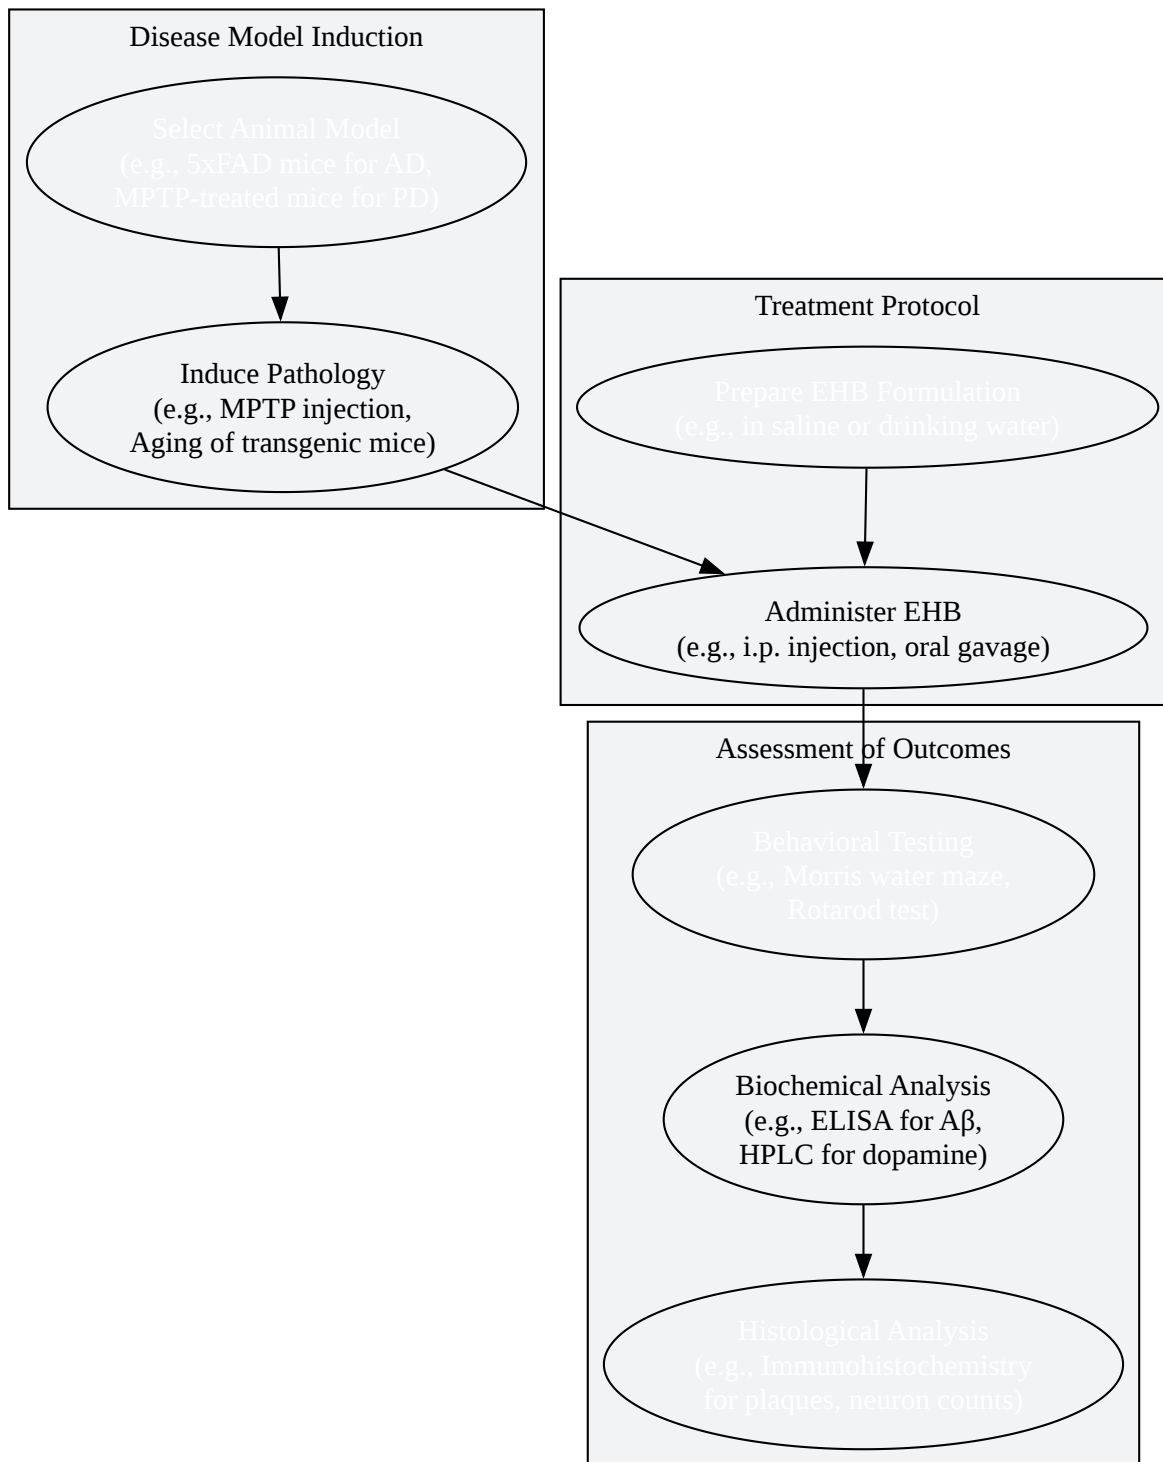 Disease Model Induction
Select Animal Model
(e.g., 5xFAD mice for AD,
MPTP-treated mice for PD)
Induce Pathology
(e.g., MPTP injection,
Aging of transgenic mice)
Treatment Protocol
Prepare EHB Formulation
(e.g., in saline or drinking water)
Administer EHB
(e.g., i.p. injection, oral gavage)
Assessment of Outcomes
Behavioral Testing
(e.g., Morris water maze,
Rotarod test)
Biochemical Analysis
(e.g., ELISA for Aβ,
HPLC for dopamine)
Histological Analysis
(e.g., Immunohistochemistry
for plaques, neuron counts)